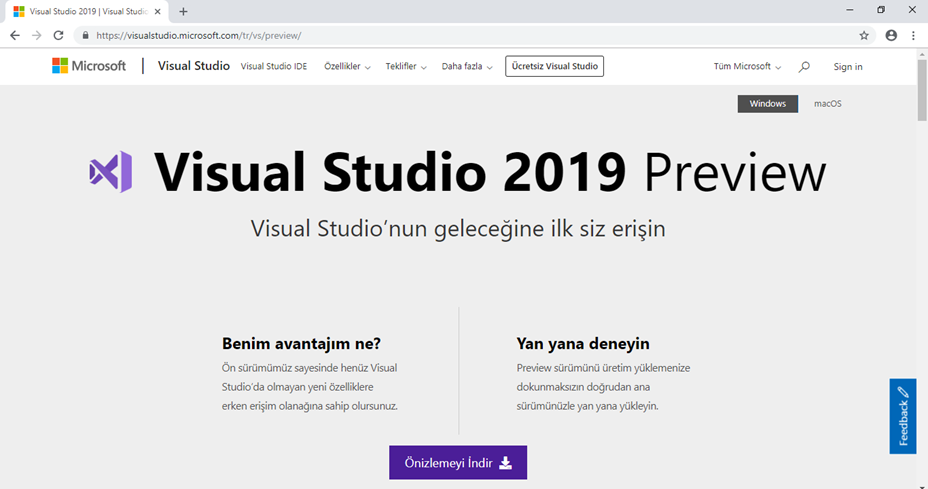 Visual Studio 2019 | Visual Studio
https://visualstudio.microsoft.com/tr/vs/preview/
Microsoft | Visual Studio Visual Studio IDE Özellikler Teklifler Daha fazla Ücretsiz Visual Studio Tüm Microsoft Sign in
Windows macOS
Visual Studio 2019 Preview
Visual Studio’nun geleceğine ilk siz erişin
Benim avantajım ne?
Ön sürümümüz sayesinde henüz Visual
Studio’da olmayan yeni özelliklere
erken erişim olanağına sahip olursunuz.
Yan yana deneyin
Preview sürümünü üretim yüklemenize
dokunmaksızın doğrudan ana
sürümünüzle yan yana yükleyin.
Feedback
Önizlemeyi İndir